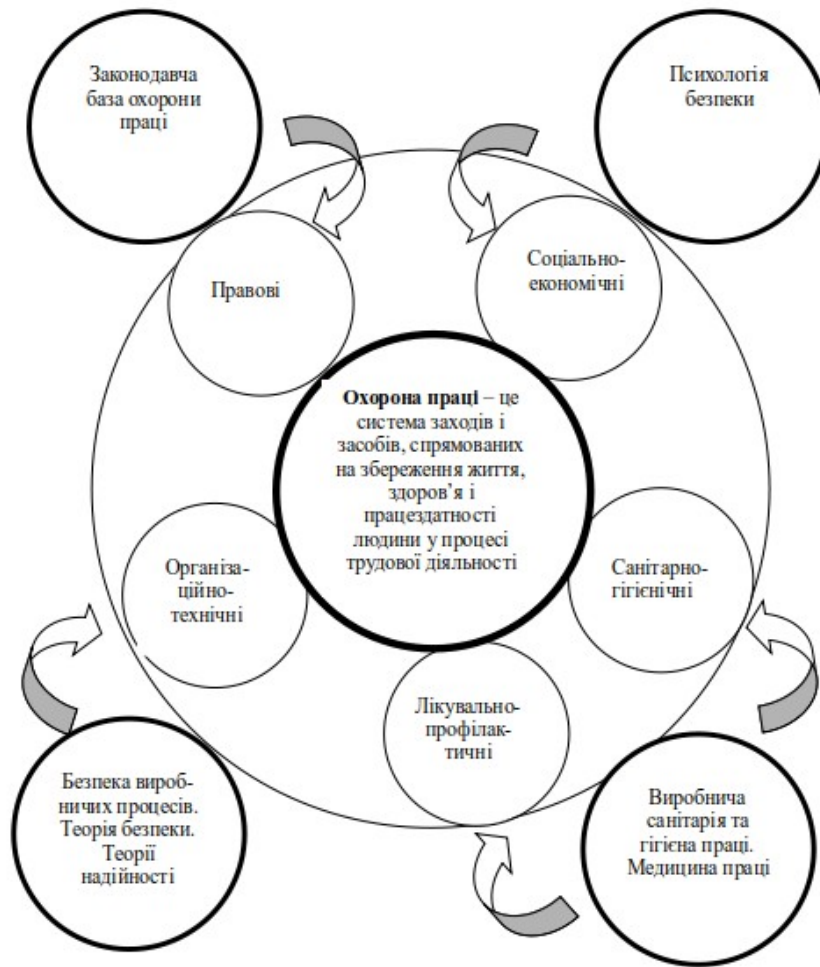 Законодавча
база охорони
праці
Психологія
безпеки
Правові
Соціально-
економічні
Охорона праці – це
система заходів і
засобів, спрямованих
на збереження життя,
здоров’я і
працездатності
людини у процесі
трудової діяльності
Організа-
ційно-
технічні
Санітарно-
гігієнічні
Лікувально-
профілак-
тичні
Безпека вироб-
ничих процесів.
Теорія безпеки.
Теорії
надійності
Виробнича
санітарія та
гігієна праці.
Медицина праці